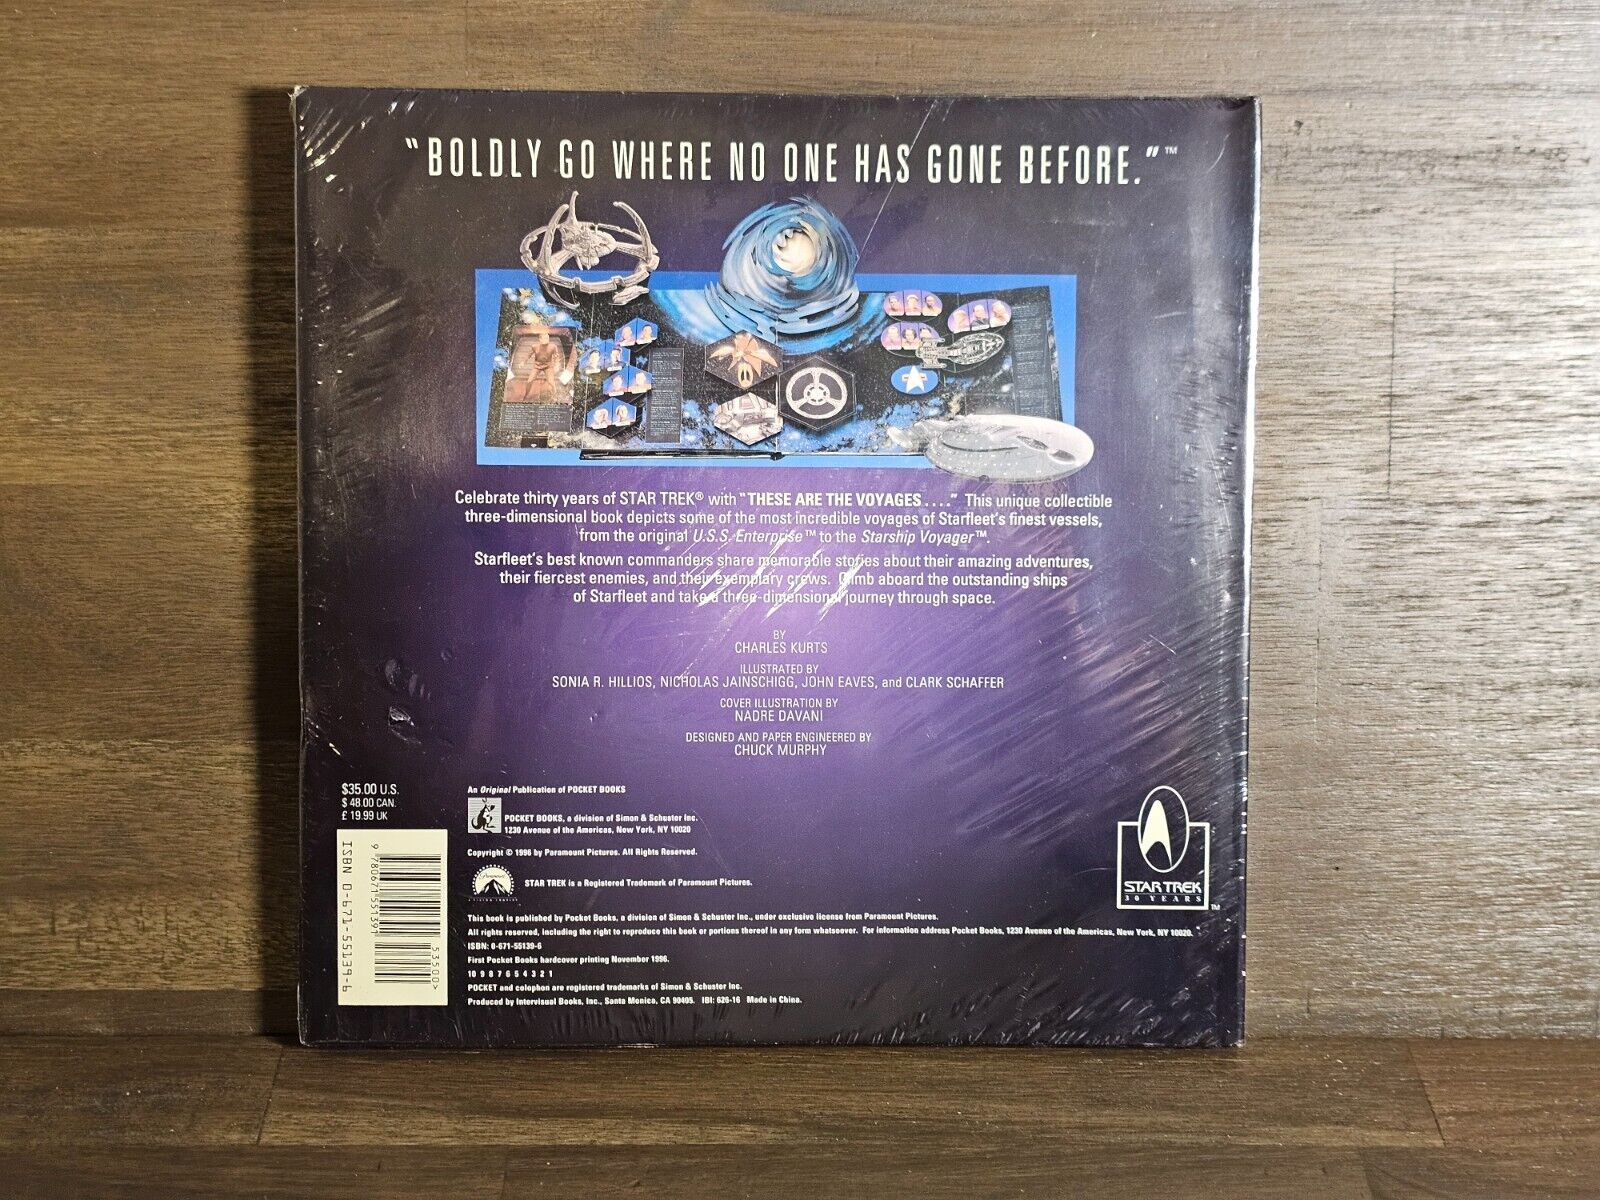 “BOLDLY GO WHERE NO ONE HAS GONE BEFORE.”™
Celebrate thirty years of STAR TREK® with “THESE ARE THE VOYAGES . . . .” This unique collectible
three-dimensional book depicts some of the most incredible voyages of Starfleet's finest vessels,
from the original U.S.S. Enterprise™ to the Starship Voyager™.
Starfleet's best known commanders share memorable stories about their amazing adventures,
their fiercest enemies, and their exemplary crews. Climb aboard the outstanding ships
of Starfleet and take a three-dimensional journey through space.
BY
CHARLES KURTS
ILLUSTRATED BY
SONIA R. HILLIOS, NICHOLAS JAINSCHIGG, JOHN EAVES, and CLARK SCHAFFER
COVER ILLUSTRATION BY
NADRE DAVANI
DESIGNED AND PAPER ENGINEERED BY
CHUCK MURPHY
$35.00 U.S.
$ 48.00 CAN.
£ 19.99 UK
ISBN 0-671-55139-6
9 780671 551391
53500>
An Original Publication of POCKET BOOKS
POCKET BOOKS, a division of Simon & Schuster Inc.
1230 Avenue of the Americas, New York, NY 10020
Copyright © 1996 by Paramount Pictures. All Rights Reserved.
Paramount
STAR TREK is a Registered Trademark of Paramount Pictures.
This book is published by Pocket Books, a division of Simon & Schuster Inc., under exclusive license from Paramount Pictures.
All rights reserved, including the right to reproduce this book or portions thereof in any form whatsoever. For information address Pocket Books, 1230 Avenue of the Americas, New York, NY 10020.
ISBN: 0-671-55139-6
First Pocket Books hardcover printing November 1996.
10 9 8 7 6 5 4 3 2 1
POCKET and colophon are registered trademarks of Simon & Schuster Inc.
Produced by Intervisual Books, Inc., Santa Monica, CA 90405. IBI: 626-16 Made in China.
STAR TREK
30 YEARS
™